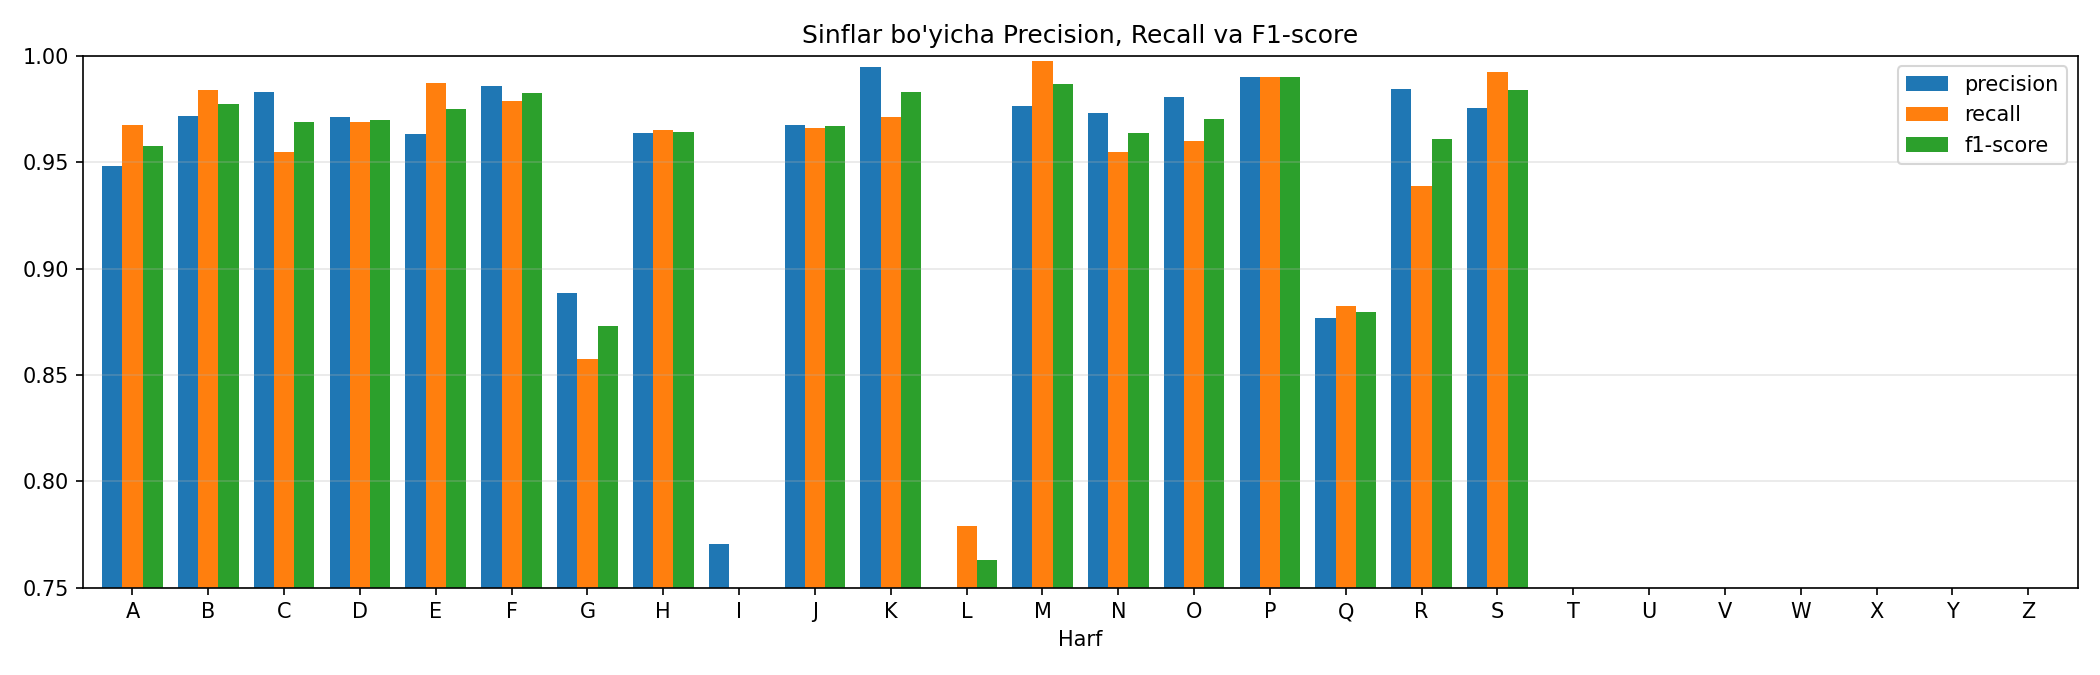 Sinflar bo'yicha Precision, Recall va F1-score
1.00
0.95
0.90
0.85
0.80
0.75
precision
recall
f1-score
A B C D E F G H I J K L M N O P Q R S T U V W X Y Z
Harf